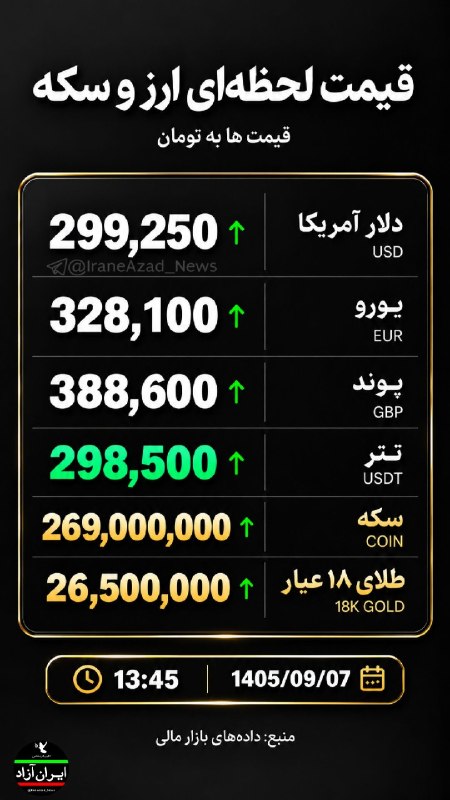 قیمت لحظه‌ای ارز و سکه
قیمت ها به تومان
دلار آمریکا
USD
299,250 ↑
@IraneAzad_News
یورو
EUR
328,100 ↑
پوند
GBP
388,600 ↑
تتر
USDT
298,500 ↑
سکه
COIN
269,000,000 ↑
طلای ۱۸ عیار
18K GOLD
26,500,000 ↑
1405/09/07
13:45
منبع: داده‌های بازار مالی
ایران آزاد